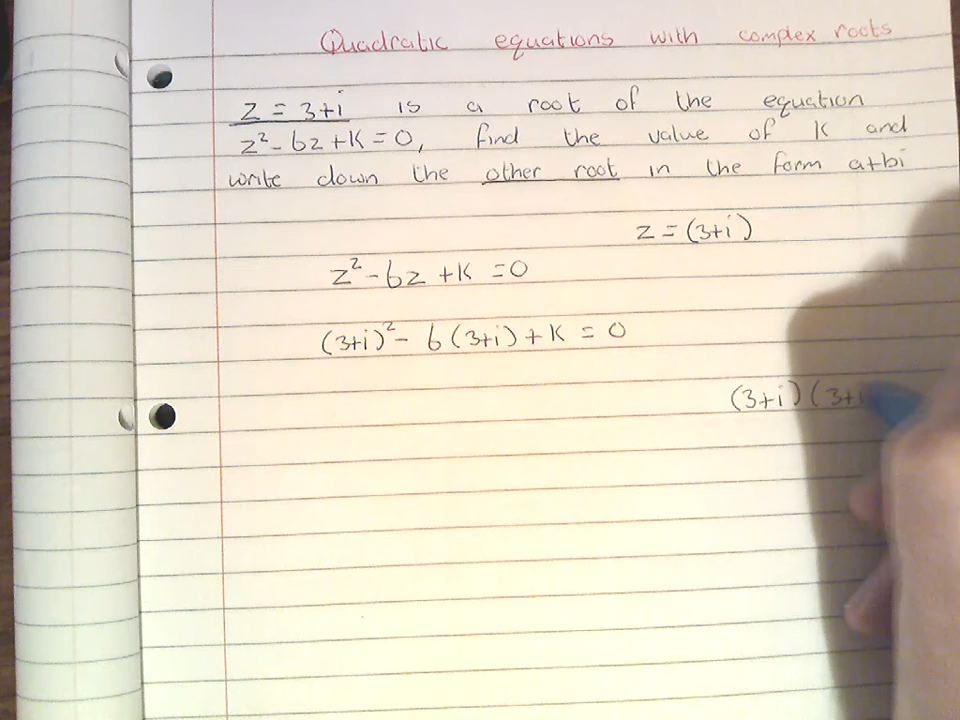 Quadratic equations with complex roots
z = 3+i is a root of the equation
z² - 6z + K = 0, find the value of K and
write down the other root in the form a+bi
z = (3+i)
z² - 6z + K = 0
(3+i)² - 6(3+i) + K = 0
(3+i)(3+i